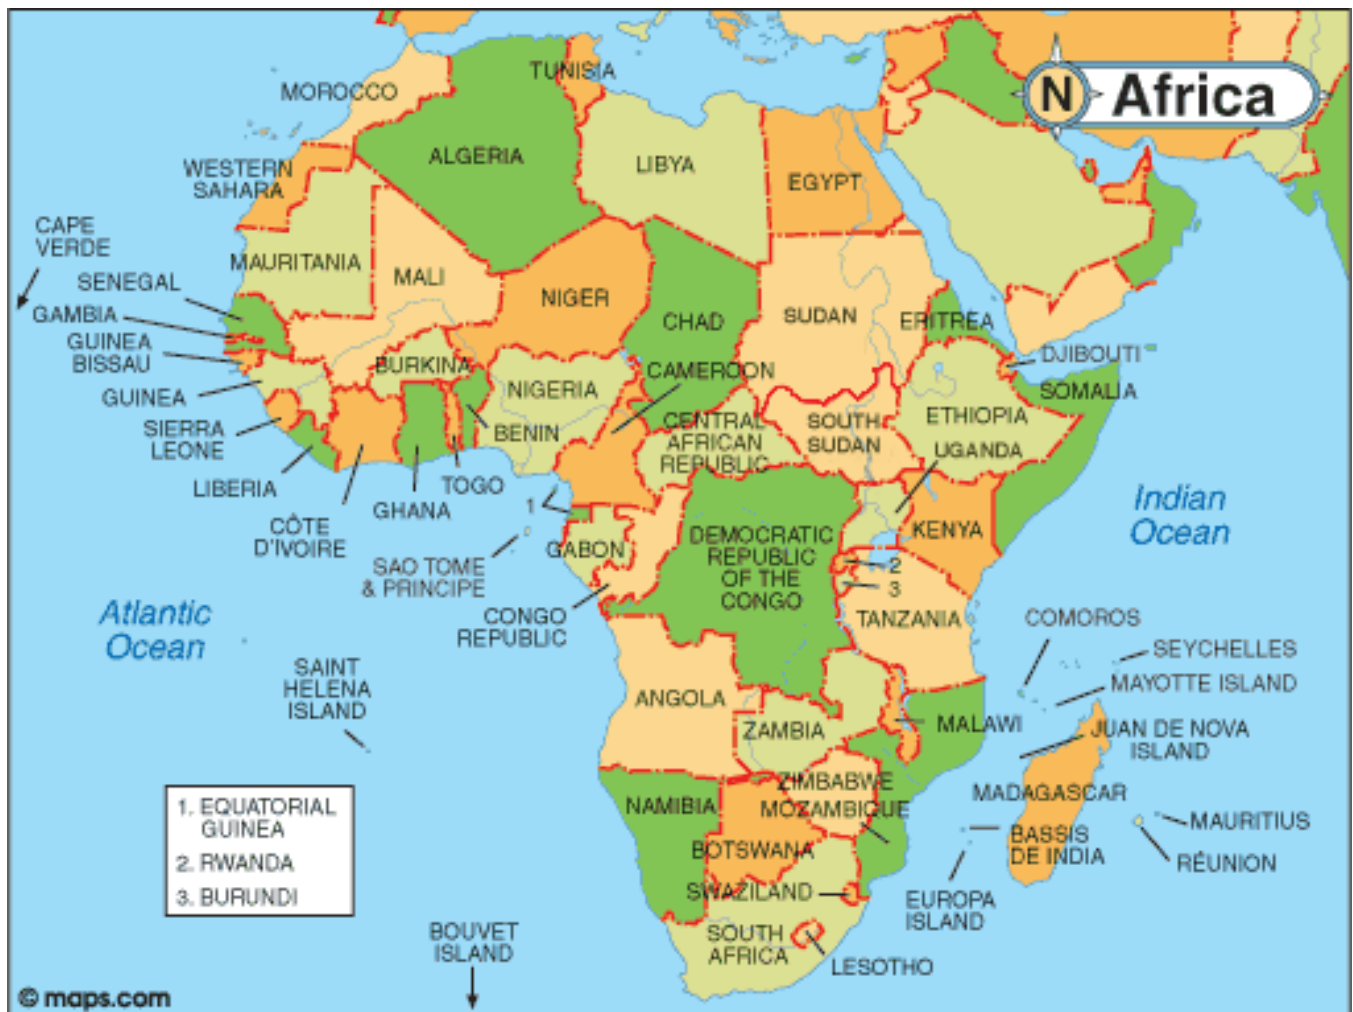 N Africa
MOROCCO
TUNISIA
ALGERIA
LIBYA
EGYPT
WESTERN
SAHARA
CAPE
VERDE
MAURITANIA
MALI
NIGER
CHAD
SUDAN
ERITREA
SENEGAL
GAMBIA
GUINEA
BISSAU
GUINEA
SIERRA
LEONE
LIBERIA
CÔTE
D'IVOIRE
BURKINA
GHANA
TOGO
BENIN
NIGERIA
CAMEROON
CENTRAL
AFRICAN
REPUBLIC
SOUTH
SUDAN
DJIBOUTI
SOMALIA
ETHIOPIA
UGANDA
KENYA
Indian
Ocean
1
GABON
SAO TOME
& PRINCIPE
CONGO
REPUBLIC
DEMOCRATIC
REPUBLIC
OF THE
CONGO
2
3
TANZANIA
Atlantic
Ocean
SAINT
HELENA
ISLAND
COMOROS
SEYCHELLES
MAYOTTE ISLAND
ANGOLA
ZAMBIA
MALAWI
JUAN DE NOVA
ISLAND
ZIMBABWE
MOZAMBIQUE
MADAGASCAR
NAMIBIA
BOTSWANA
MAURITIUS
RÉUNION
BASSIS
DE INDIA
EUROPA
ISLAND
SWAZILAND
SOUTH
AFRICA
LESOTHO
1. EQUATORIAL
GUINEA
2. RWANDA
3. BURUNDI
BOUVET
ISLAND
© maps.com